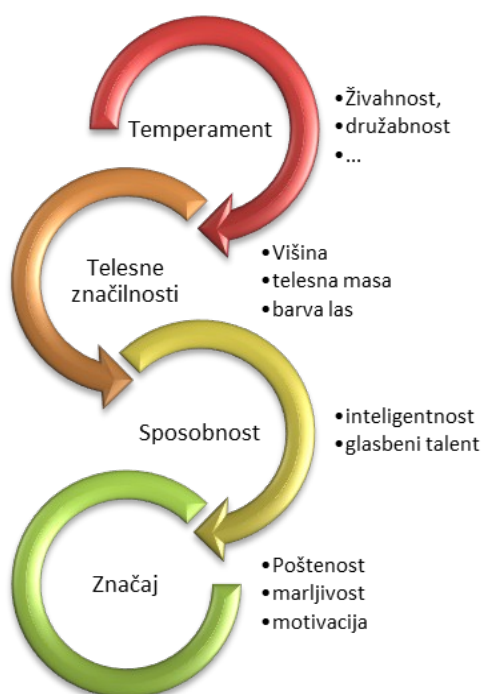 Temperament
•Živahnost,
•družabnost
•...
Telesne
značilnosti
•Višina
•telesna masa
•barva las
Sposobnost
•inteligentnost
•glasbeni talent
Značaj
•Poštenost
•marljivost
•motivacija